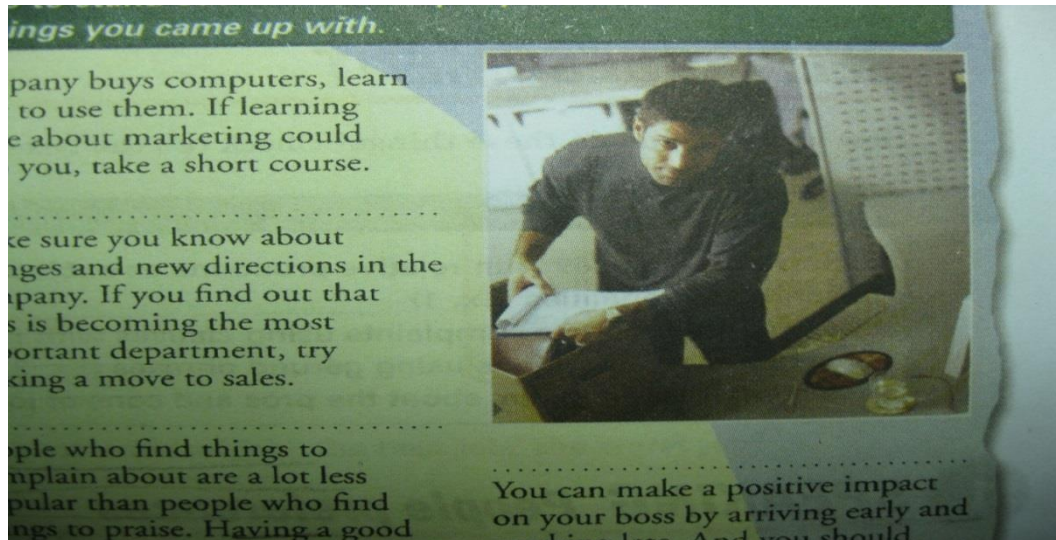 ings you came up with.
pany buys computers, learn
to use them. If learning
e about marketing could
you, take a short course.
ke sure you know about
nges and new directions in the
pany. If you find out that
s is becoming the most
portant department, try
king a move to sales.
ople who find things to
mplain about are a lot less
pular than people who find
ngs to praise. Having a good
You can make a positive impact
on your boss by arriving early and
And you should